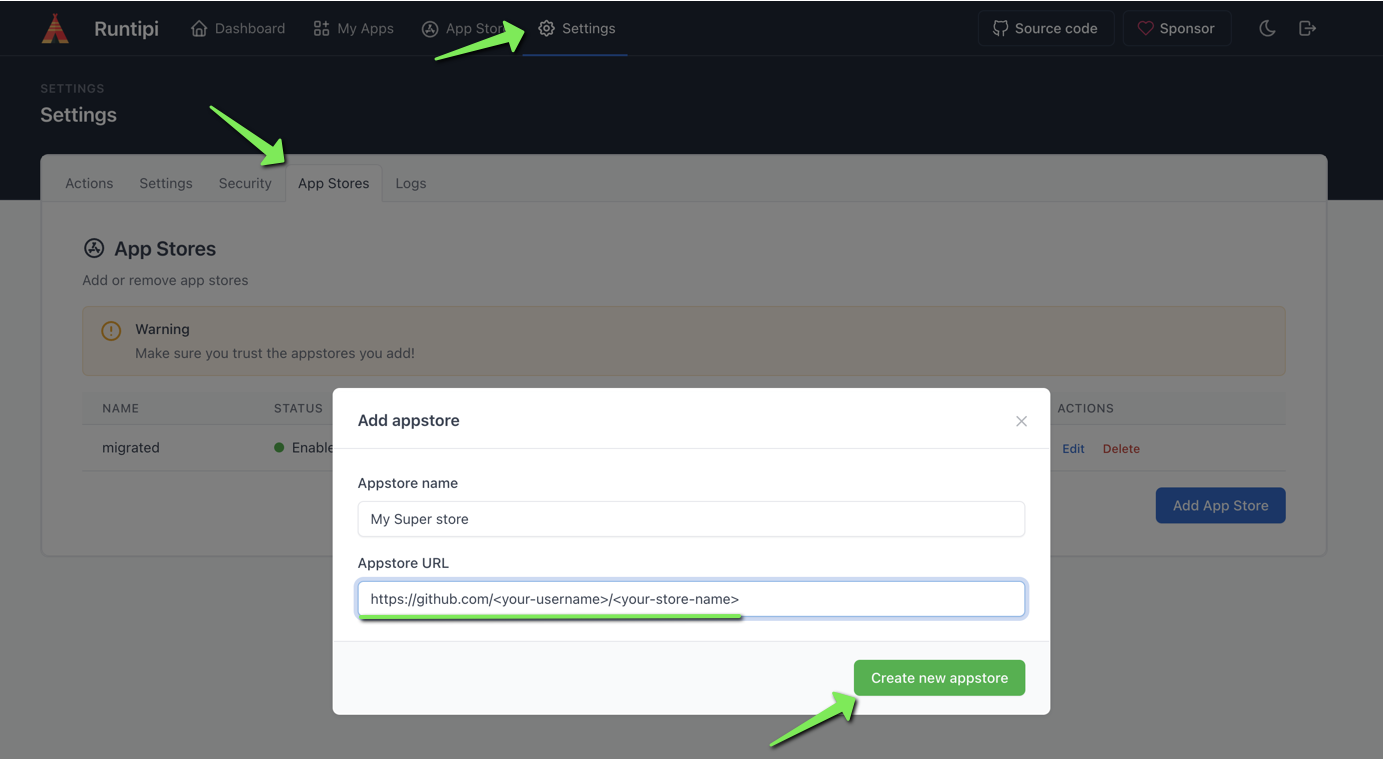 Runtipi Dashboard My Apps App Stor Settings Source code Sponsor
SETTINGS
Settings
Actions Settings Security App Stores Logs
App Stores
Add or remove app stores
Warning
Make sure you trust the appstores you add!
NAME STATUS ACTIONS
migrated Enable Edit Delete
Add App Store
Add appstore
Appstore name
My Super store
Appstore URL
https://github.com/<your-username>/<your-store-name>
Create new appstore